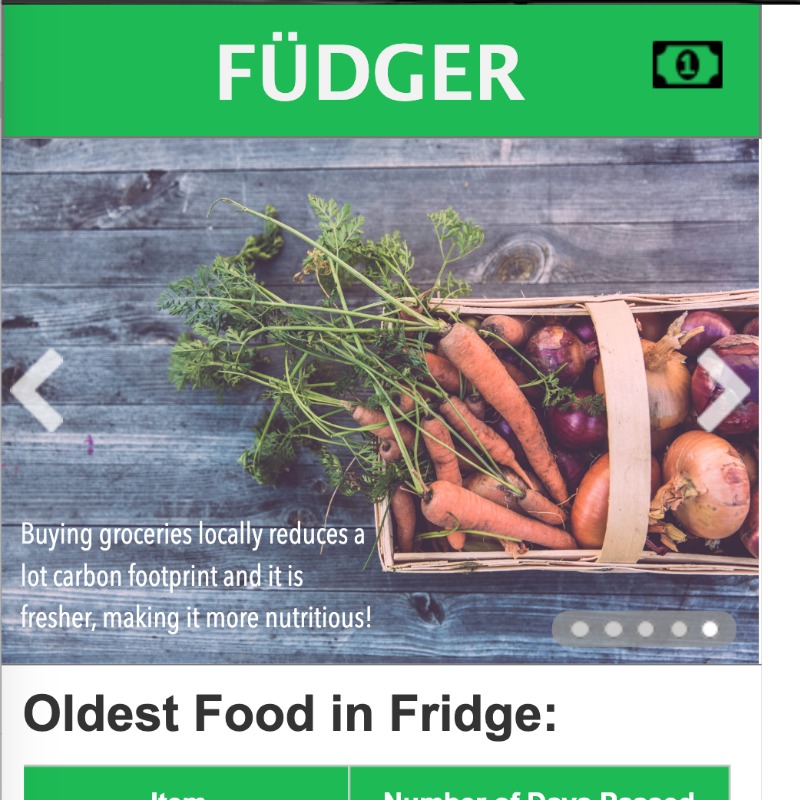 FÜDGER
1
Buying groceries locally reduces a
lot carbon footprint and it is
fresher, making it more nutritious!
Oldest Food in Fridge:
Item Number of Days Passed